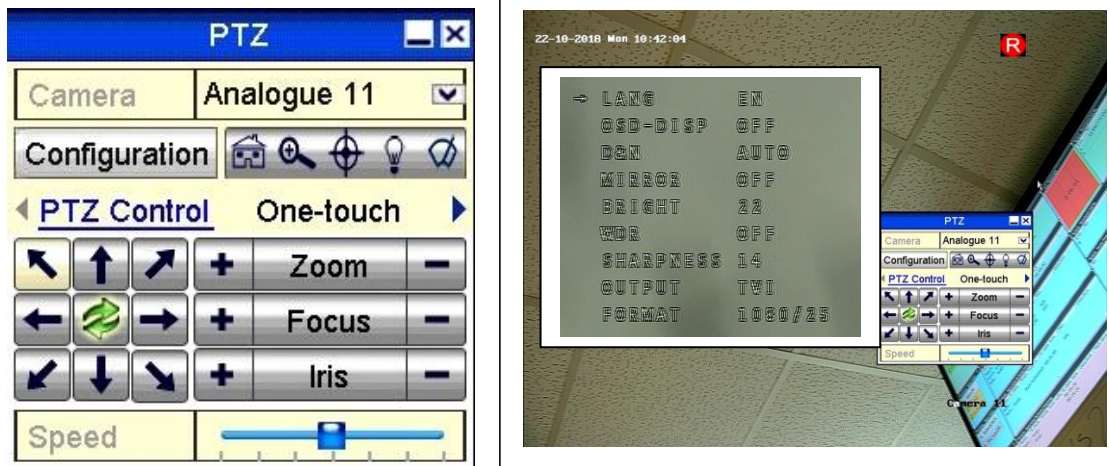 PTZ
Camera Analogue 11
Configuration
PTZ Control One-touch
+ Zoom −
+ Focus −
+ Iris −
Speed
22-10-2018 Mon 10:42:04
R
→ LANG EN
OSD-DISP OFF
D&N AUTO
MIRROR OFF
BRIGHT 22
WDR OFF
SHARPNESS 14
OUTPUT TVI
FORMAT 1080/25
PTZ
Camera Analogue 11
Configuration
PTZ Control One-touch
+ Zoom −
+ Focus −
+ Iris −
Speed
Camera 11